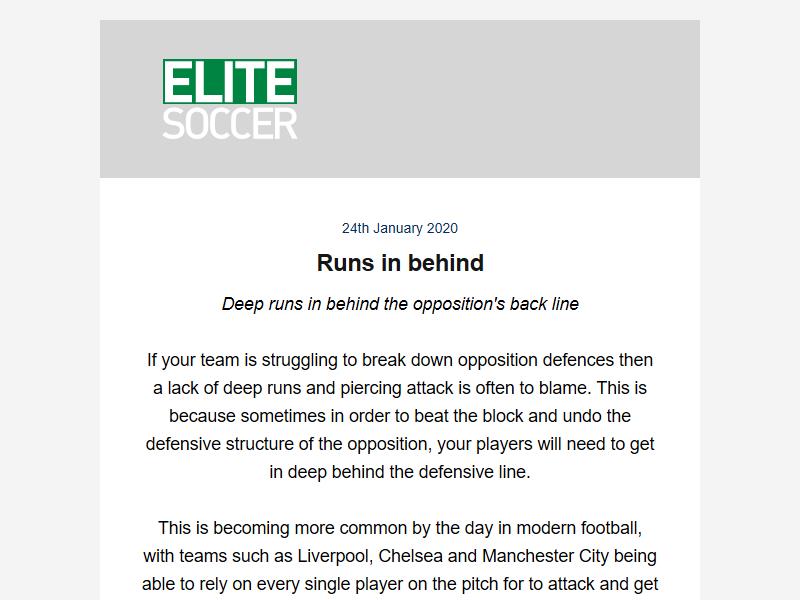 ELITE
SOCCER
24th January 2020
Runs in behind
Deep runs in behind the opposition's back line
If your team is struggling to break down opposition defences then
a lack of deep runs and piercing attack is often to blame. This is
because sometimes in order to beat the block and undo the
defensive structure of the opposition, your players will need to get
in deep behind the defensive line.
This is becoming more common by the day in modern football,
with teams such as Liverpool, Chelsea and Manchester City being
able to rely on every single player on the pitch for to attack and get